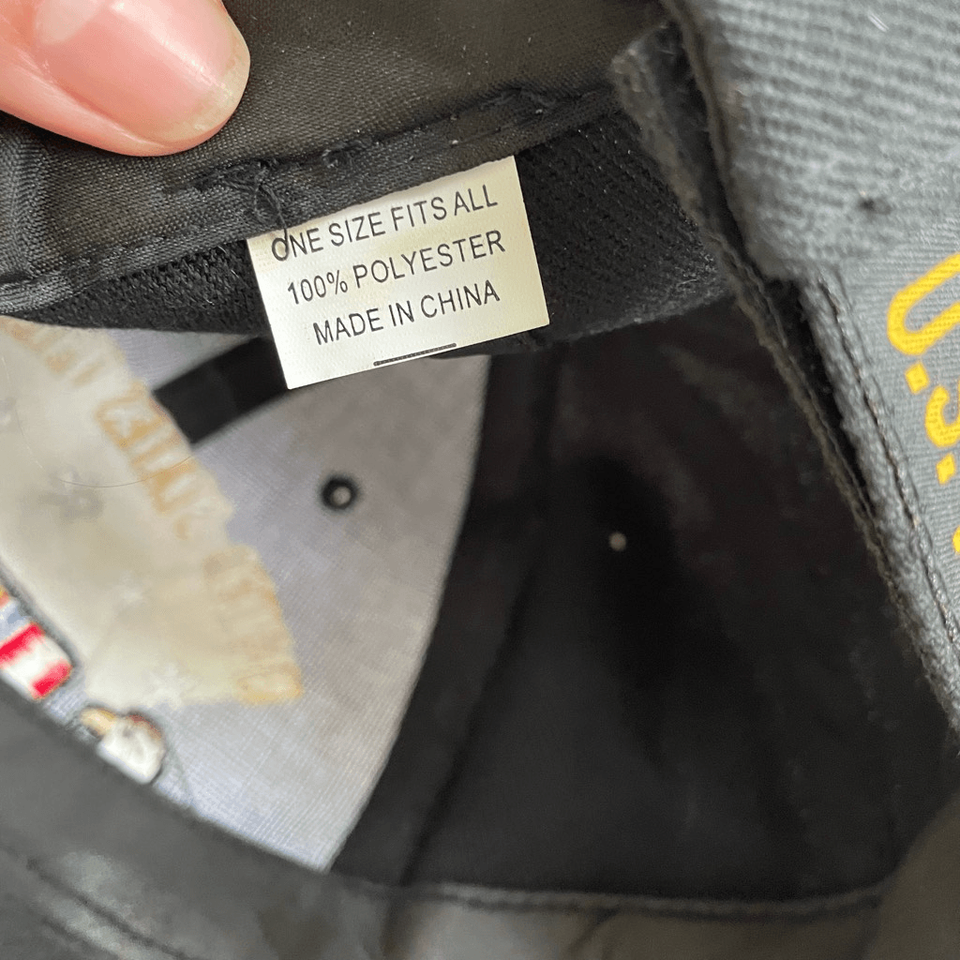 ONE SIZE FITS ALL
100% POLYESTER
MADE IN CHINA
U.S.